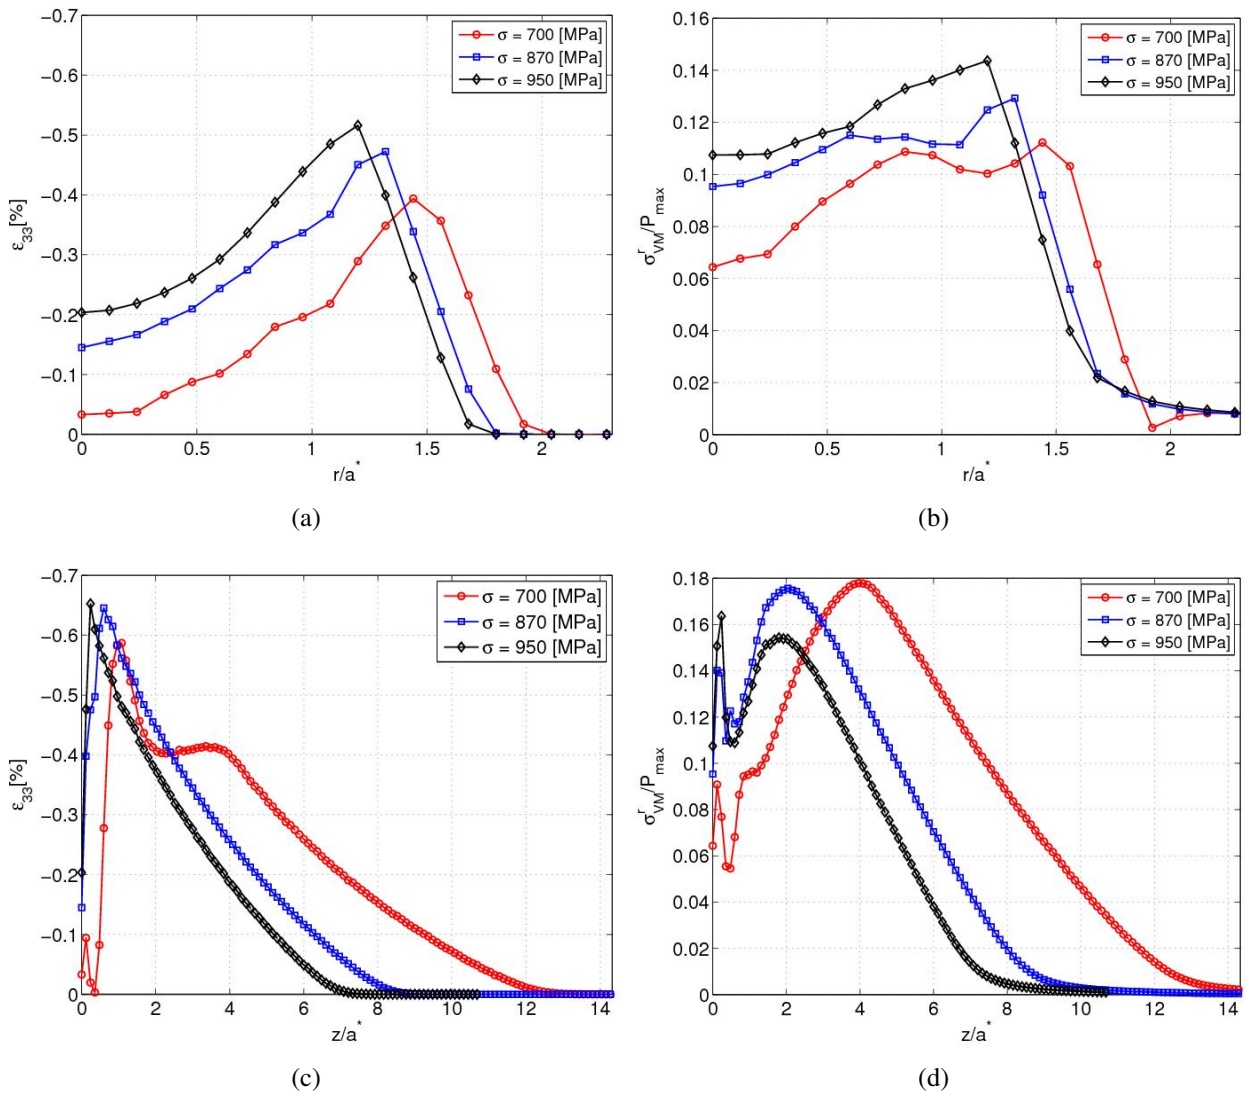 −0.7
−0.6
−0.5
−0.4
−0.3
−0.2
−0.1
0
ε33[%]
0 0.5 1 1.5 2
r/a*
σ = 700 [MPa]
σ = 870 [MPa]
σ = 950 [MPa]
(a)
0.16
0.14
0.12
0.1
0.08
0.06
0.04
0.02
0
σrVM/Pmax
0 0.5 1 1.5 2
r/a*
σ = 700 [MPa]
σ = 870 [MPa]
σ = 950 [MPa]
(b)
−0.7
−0.6
−0.5
−0.4
−0.3
−0.2
−0.1
0
ε33[%]
0 2 4 6 8 10 12 14
z/a*
σ = 700 [MPa]
σ = 870 [MPa]
σ = 950 [MPa]
(c)
0.18
0.16
0.14
0.12
0.1
0.08
0.06
0.04
0.02
0
σrVM/Pmax
0 2 4 6 8 10 12 14
z/a*
σ = 700 [MPa]
σ = 870 [MPa]
σ = 950 [MPa]
(d)